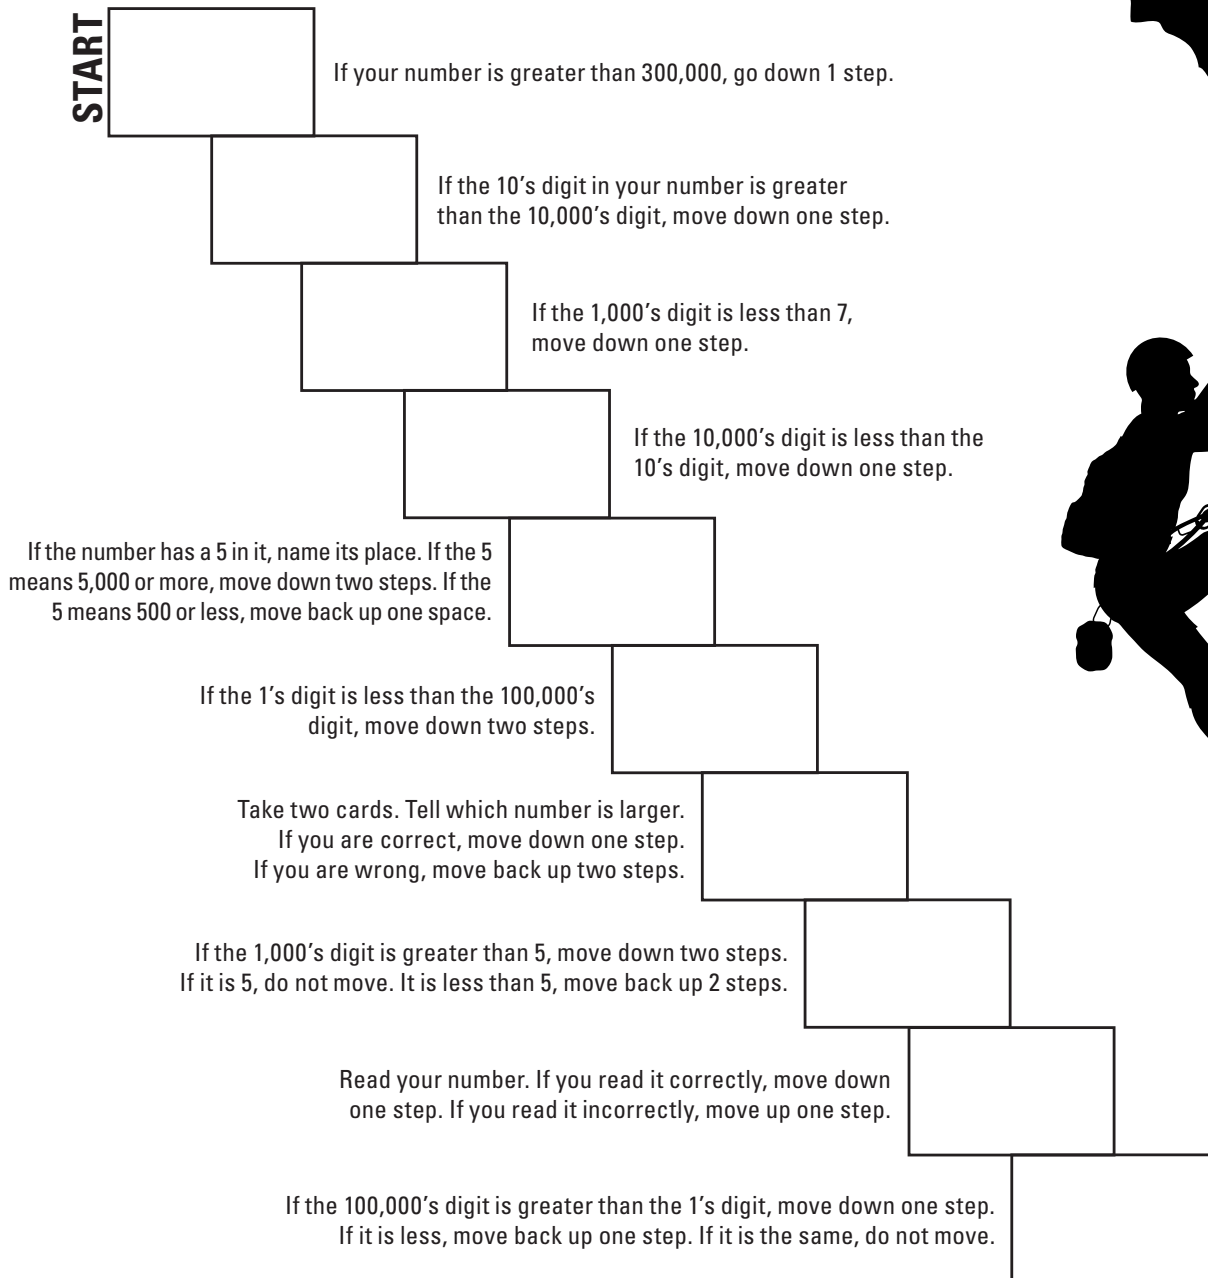 START
If your number is greater than 300,000, go down 1 step.
If the 10’s digit in your number is greater
than the 10,000’s digit, move down one step.
If the 1,000’s digit is less than 7,
move down one step.
If the 10,000’s digit is less than the
10’s digit, move down one step.
If the number has a 5 in it, name its place. If the 5
means 5,000 or more, move down two steps. If the
5 means 500 or less, move back up one space.
If the 1’s digit is less than the 100,000’s
digit, move down two steps.
Take two cards. Tell which number is larger.
If you are correct, move down one step.
If you are wrong, move back up two steps.
If the 1,000’s digit is greater than 5, move down two steps.
If it is 5, do not move. It is less than 5, move back up 2 steps.
Read your number. If you read it correctly, move down
one step. If you read it incorrectly, move up one step.
If the 100,000’s digit is greater than the 1’s digit, move down one step.
If it is less, move back up one step. If it is the same, do not move.